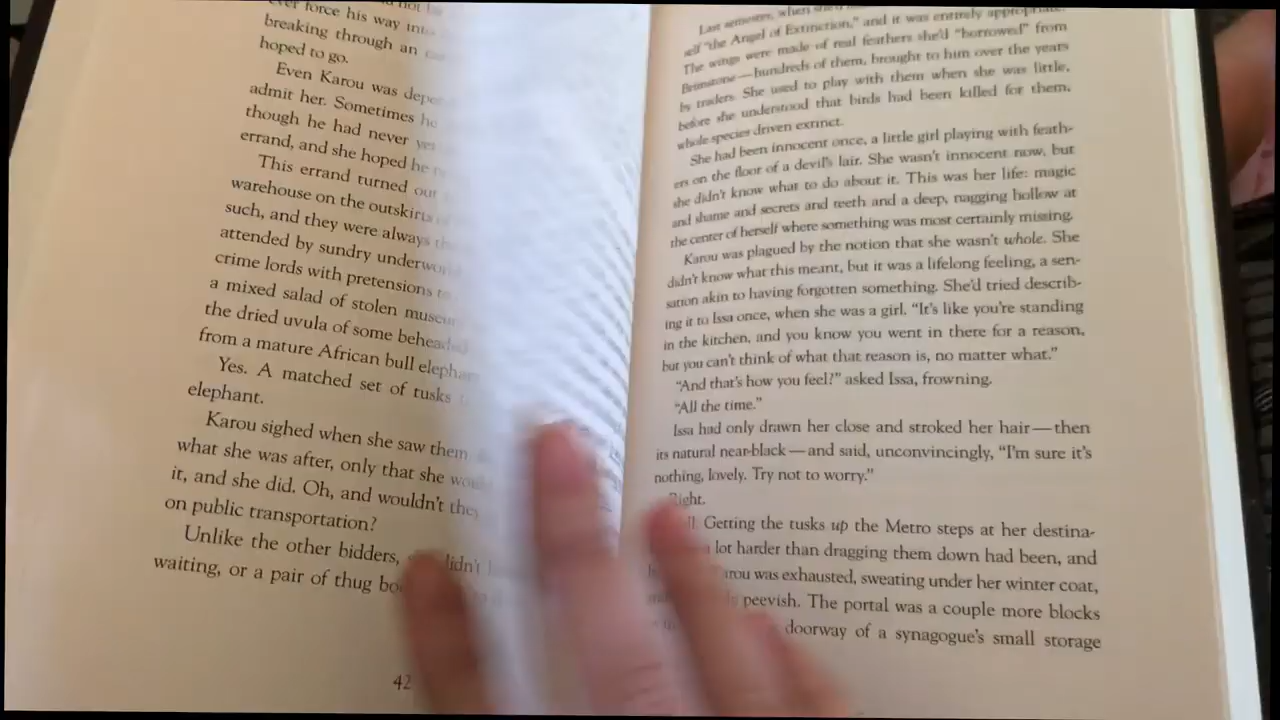 ever force his way into
breaking through an
hoped to go.
Even Karou was
admit her. Sometimes he
though he had never yet
errand, and she hoped he
This errand turned out
warehouse on the outskirts
such, and they were always
attended by sundry
crime lords with pretensions to
a mixed salad of stolen
the dried uvula of some
from a mature African bull
Yes. A matched set of tusks
elephant.
Karou sighed when she saw them
what she was after, only that she
it, and she did. Oh, and wouldn't they
on public transportation?
Unlike the other bidders, didn't
waiting, or a pair of thug
42
Last semester, when
self "the Angel of Extinction," and it was entirely appropriate.
The wings were made of real feathers she'd "borrowed" from
Brimstone—hundreds of them, brought to him over the years
by traders. She used to play with them when she was little,
before she understood that birds had been killed for them,
whole species driven extinct.
She had been innocent once, a little girl playing with feath-
ers on the floor of a devil's lair. She wasn't innocent now, but
she didn't know what to do about it. This was her life: magic
and shame and secrets and teeth and a deep, nagging hollow at
the center of herself where something was most certainly missing.
Karou was plagued by the notion that she wasn't whole. She
didn't know what this meant, but it was a lifelong feeling, a sen-
sation akin to having forgotten something. She'd tried describ-
ing it to Issa once, when she was a girl. "It's like you're standing
in the kitchen, and you know you went in there for a reason,
but you can't think of what that reason is, no matter what."
"And that's how you feel?" asked Issa, frowning.
"All the time."
Issa had only drawn her close and stroked her hair—then
its natural near-black—and said, unconvincingly, "I'm sure it's
nothing, lovely. Try not to worry."
Right.
Getting the tusks up the Metro steps at her destina-
lot harder than dragging them down had been, and
Karou was exhausted, sweating under her winter coat,
peevish. The portal was a couple more blocks
doorway of a synagogue's small storage